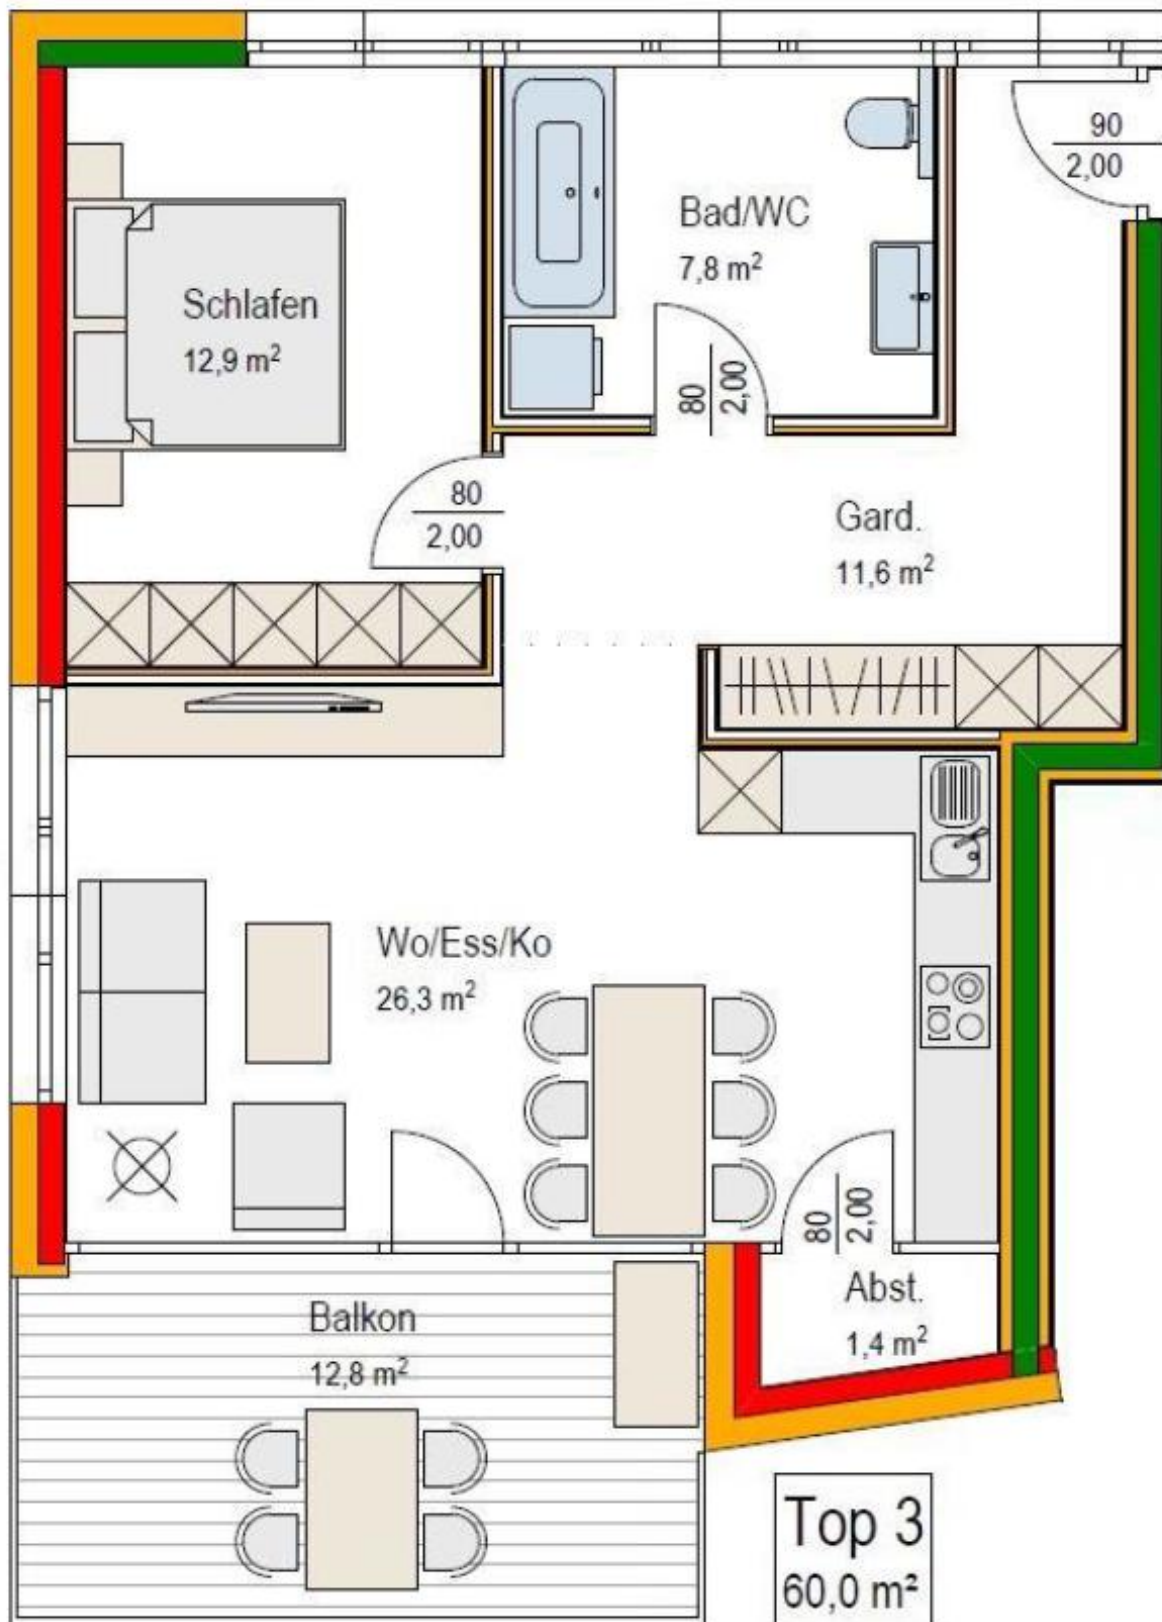 90
2,00
Bad/WC
7,8 m²
Schlafen
12,9 m²
80
2,00
80
2,00
Gard.
11,6 m²
Wo/Ess/Ko
26,3 m²
80
2,00
Abst.
1,4 m²
Balkon
12,8 m²
Top 3
60,0 m²